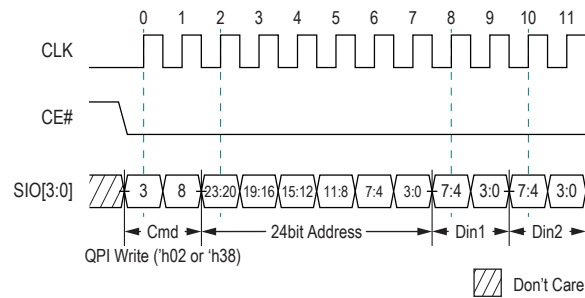 0 1 2 3 4 5 6 7 8 9 10 11
CLK
CE#
SIO[3:0] 3 8 23:20 19:16 15:12 11:8 7:4 3:0 7:4 3:0 7:4 3:0
Cmd 24bit Address Din1 Din2
QPI Write ('h02 or 'h38)
Don't Care